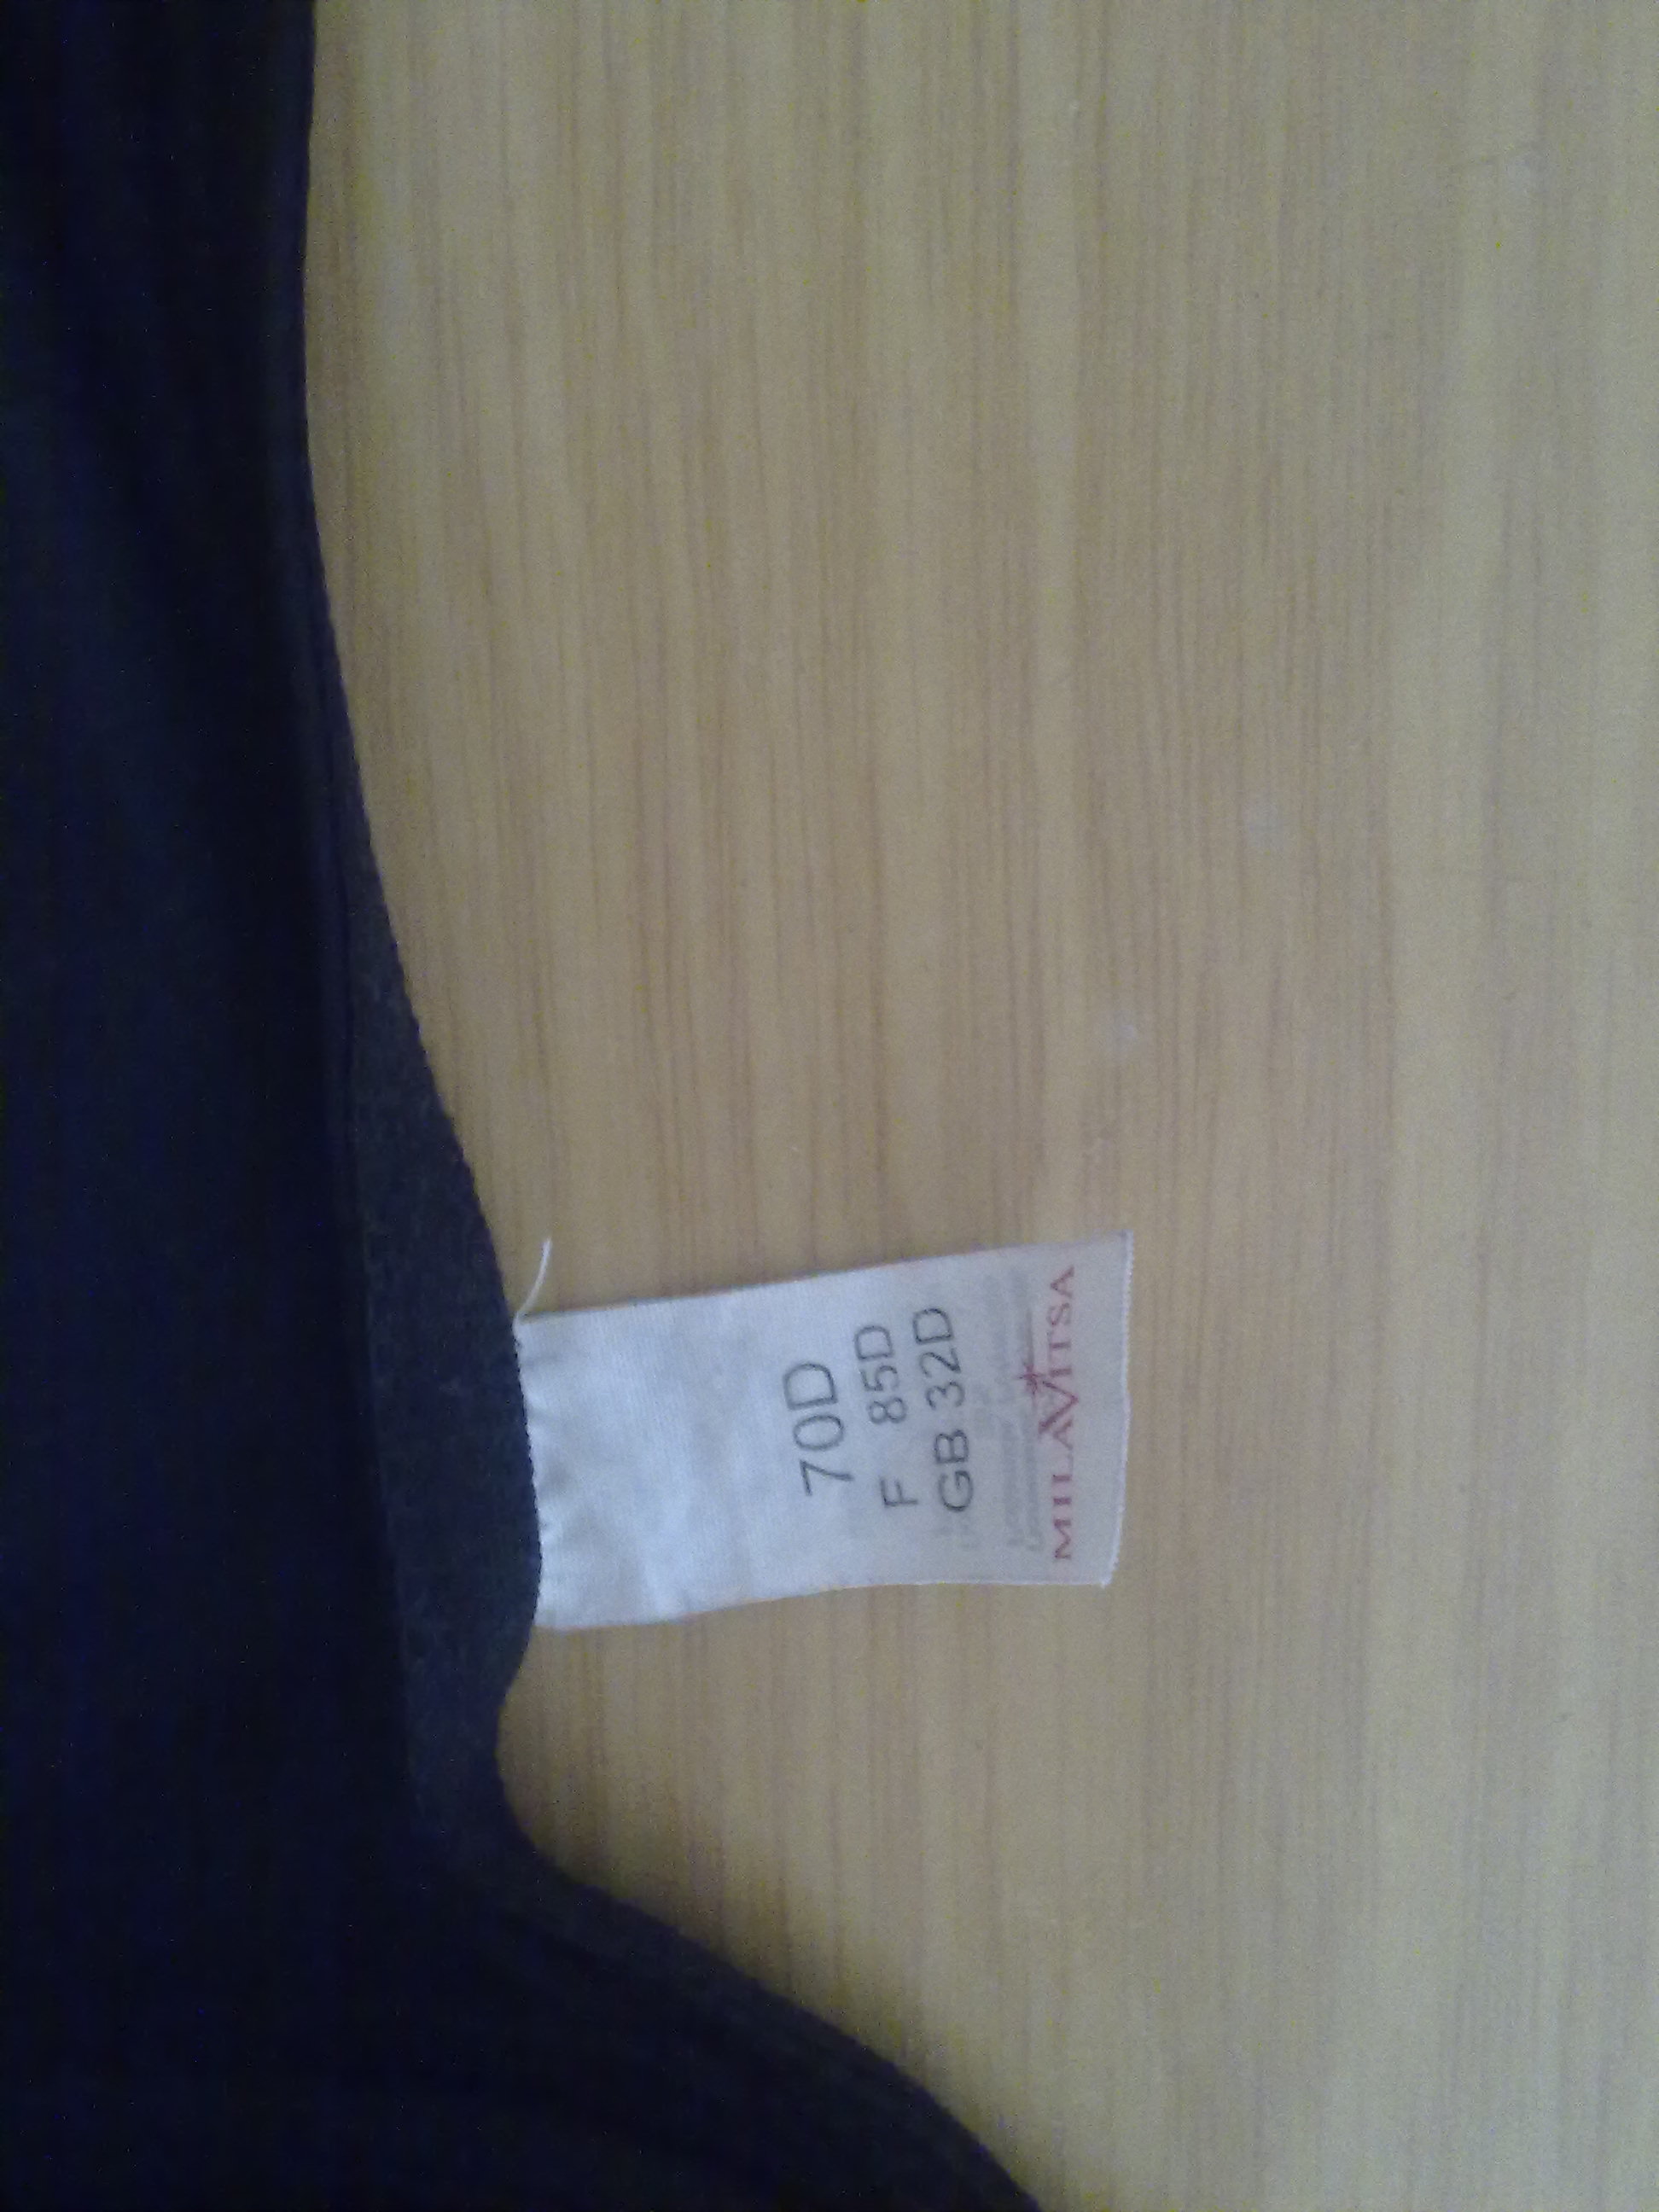 70D
F 85D
GB 32D
MILAVITSA